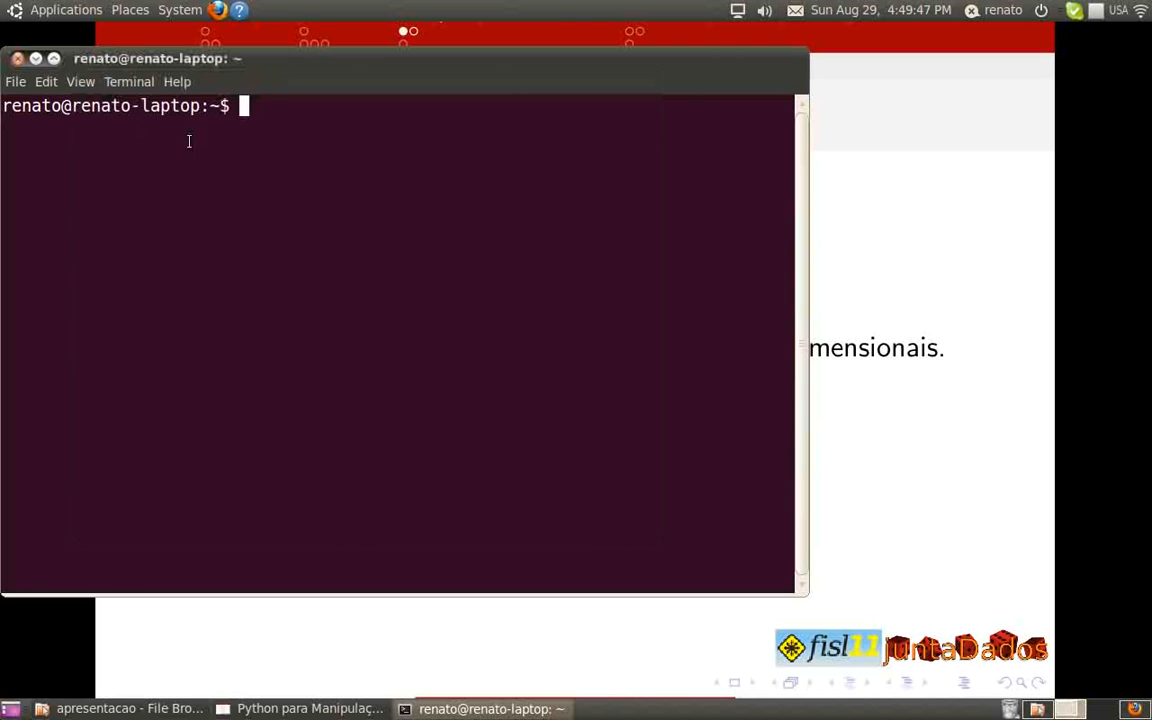 Applications Places System Sun Aug 29, 4:49:47 PM renato USA
renato@renato-laptop: ~
File Edit View Terminal Help
renato@renato-laptop:~$
mensionais.
fisl11 juntaDados
apresentacao - File Bro... Python para Manipulaç... renato@renato-laptop: ~